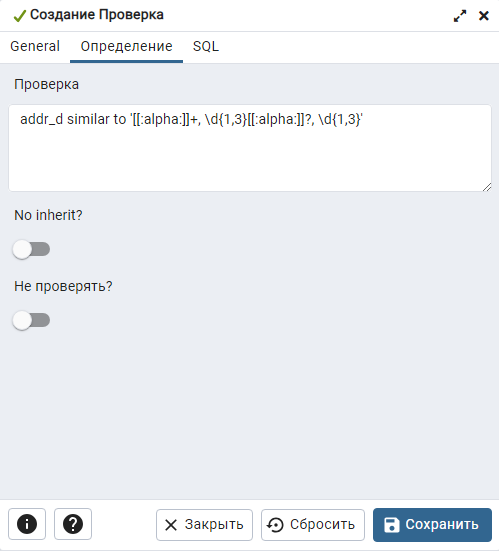 Создание Проверка
General Определение SQL
Проверка
addr_d similar to '[[:alpha:]]+, \d{1,3}[[:alpha:]]?, \d{1,3}'
No inherit?
Не проверять?
Закрыть Сбросить Сохранить